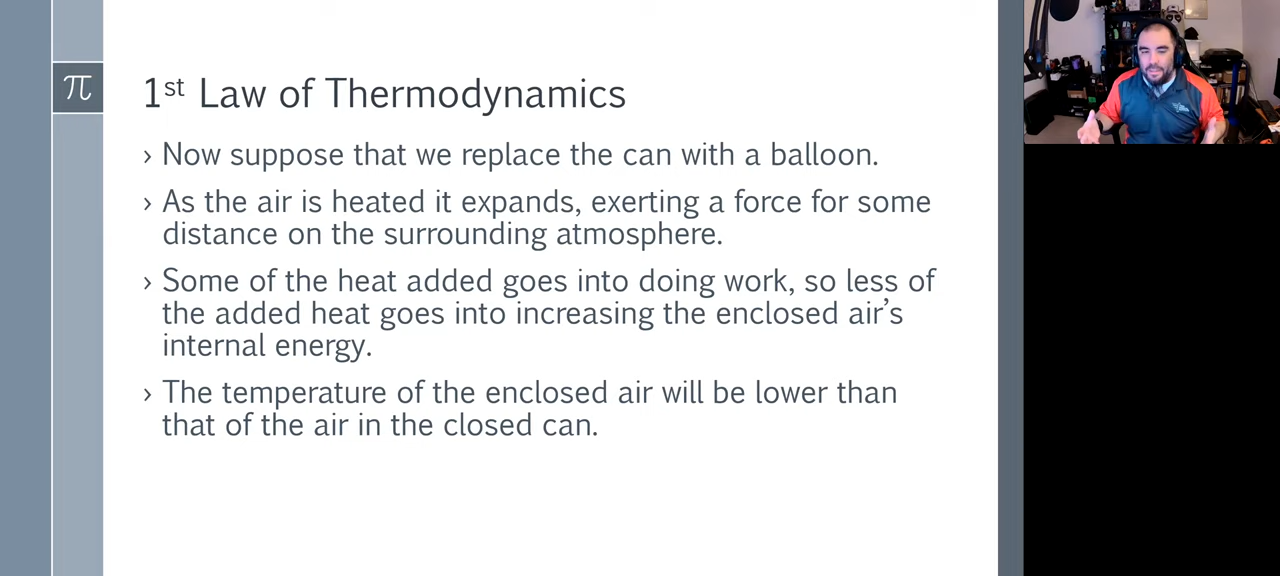 π
1st Law of Thermodynamics
› Now suppose that we replace the can with a balloon.
› As the air is heated it expands, exerting a force for some
distance on the surrounding atmosphere.
› Some of the heat added goes into doing work, so less of
the added heat goes into increasing the enclosed air’s
internal energy.
› The temperature of the enclosed air will be lower than
that of the air in the closed can.